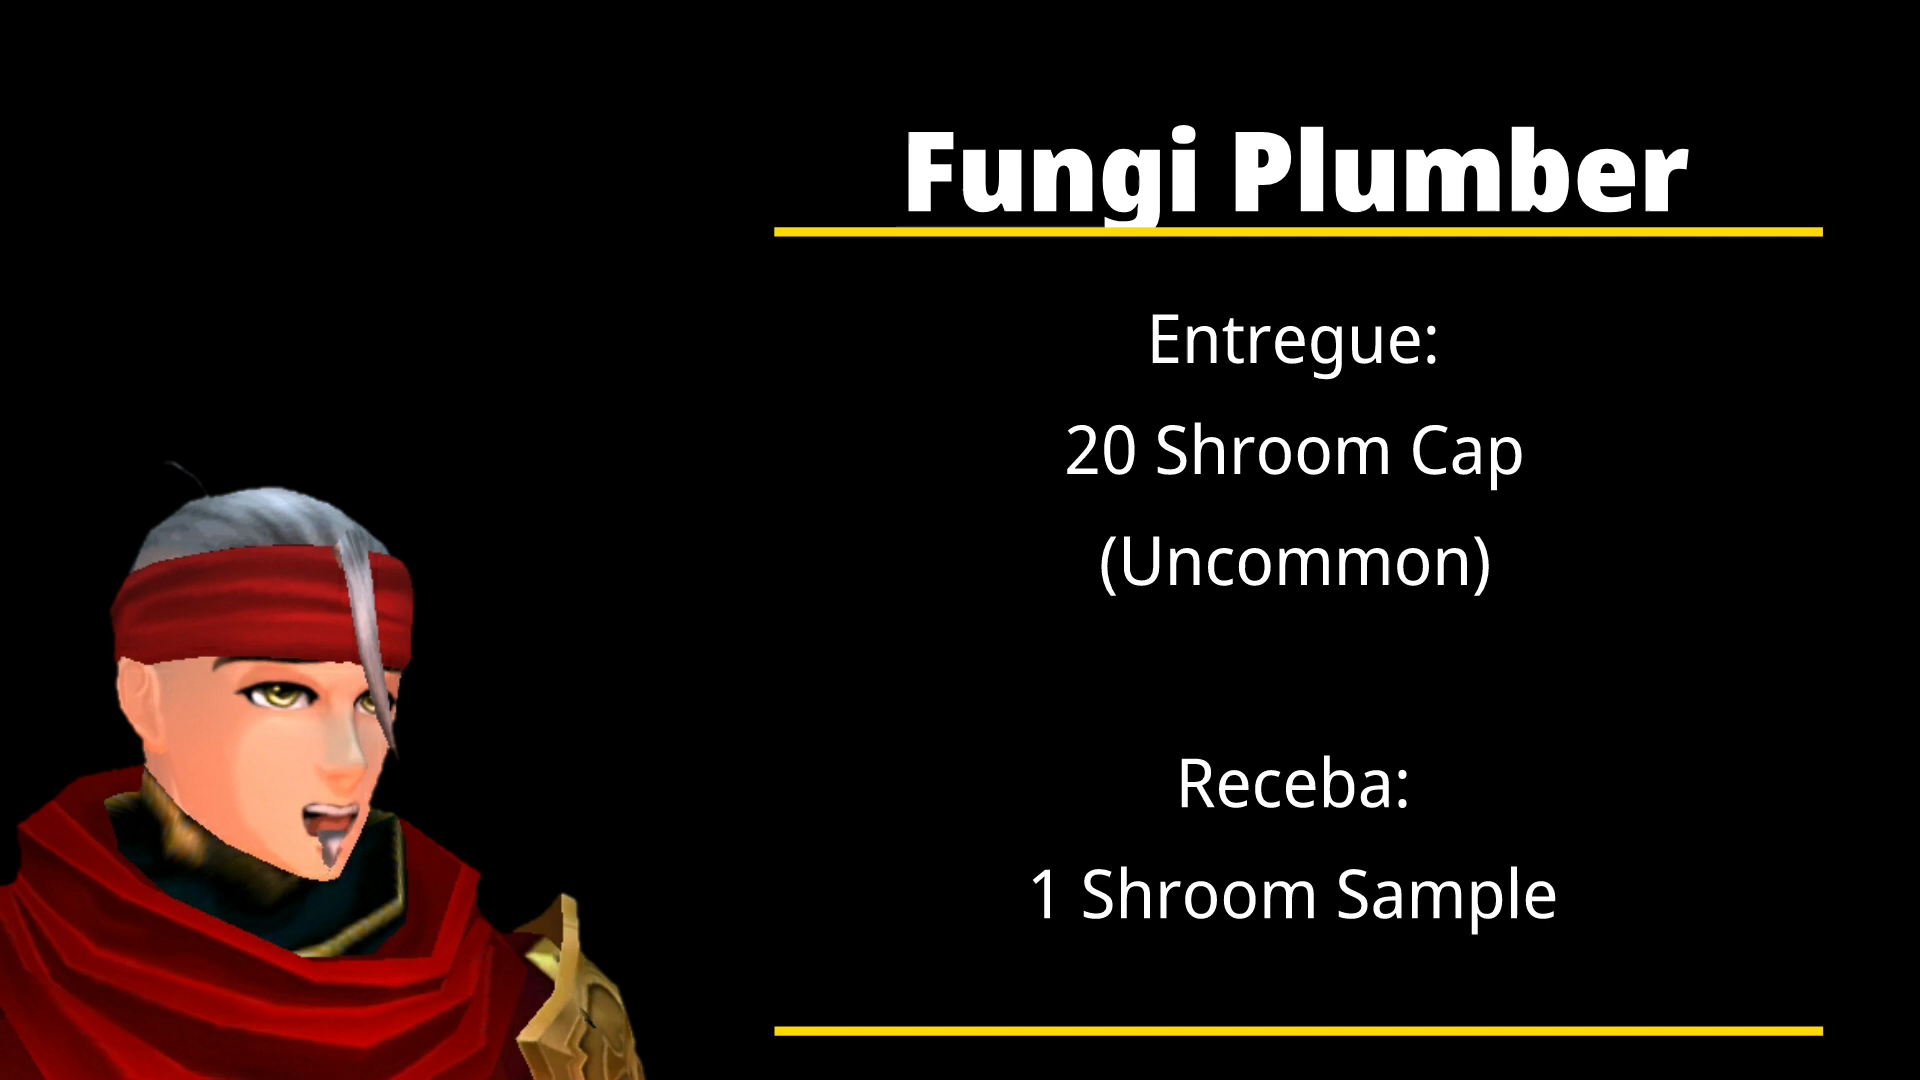 Fungi Plumber
Entregue:
20 Shroom Cap
(Uncommon)
Receba:
1 Shroom Sample